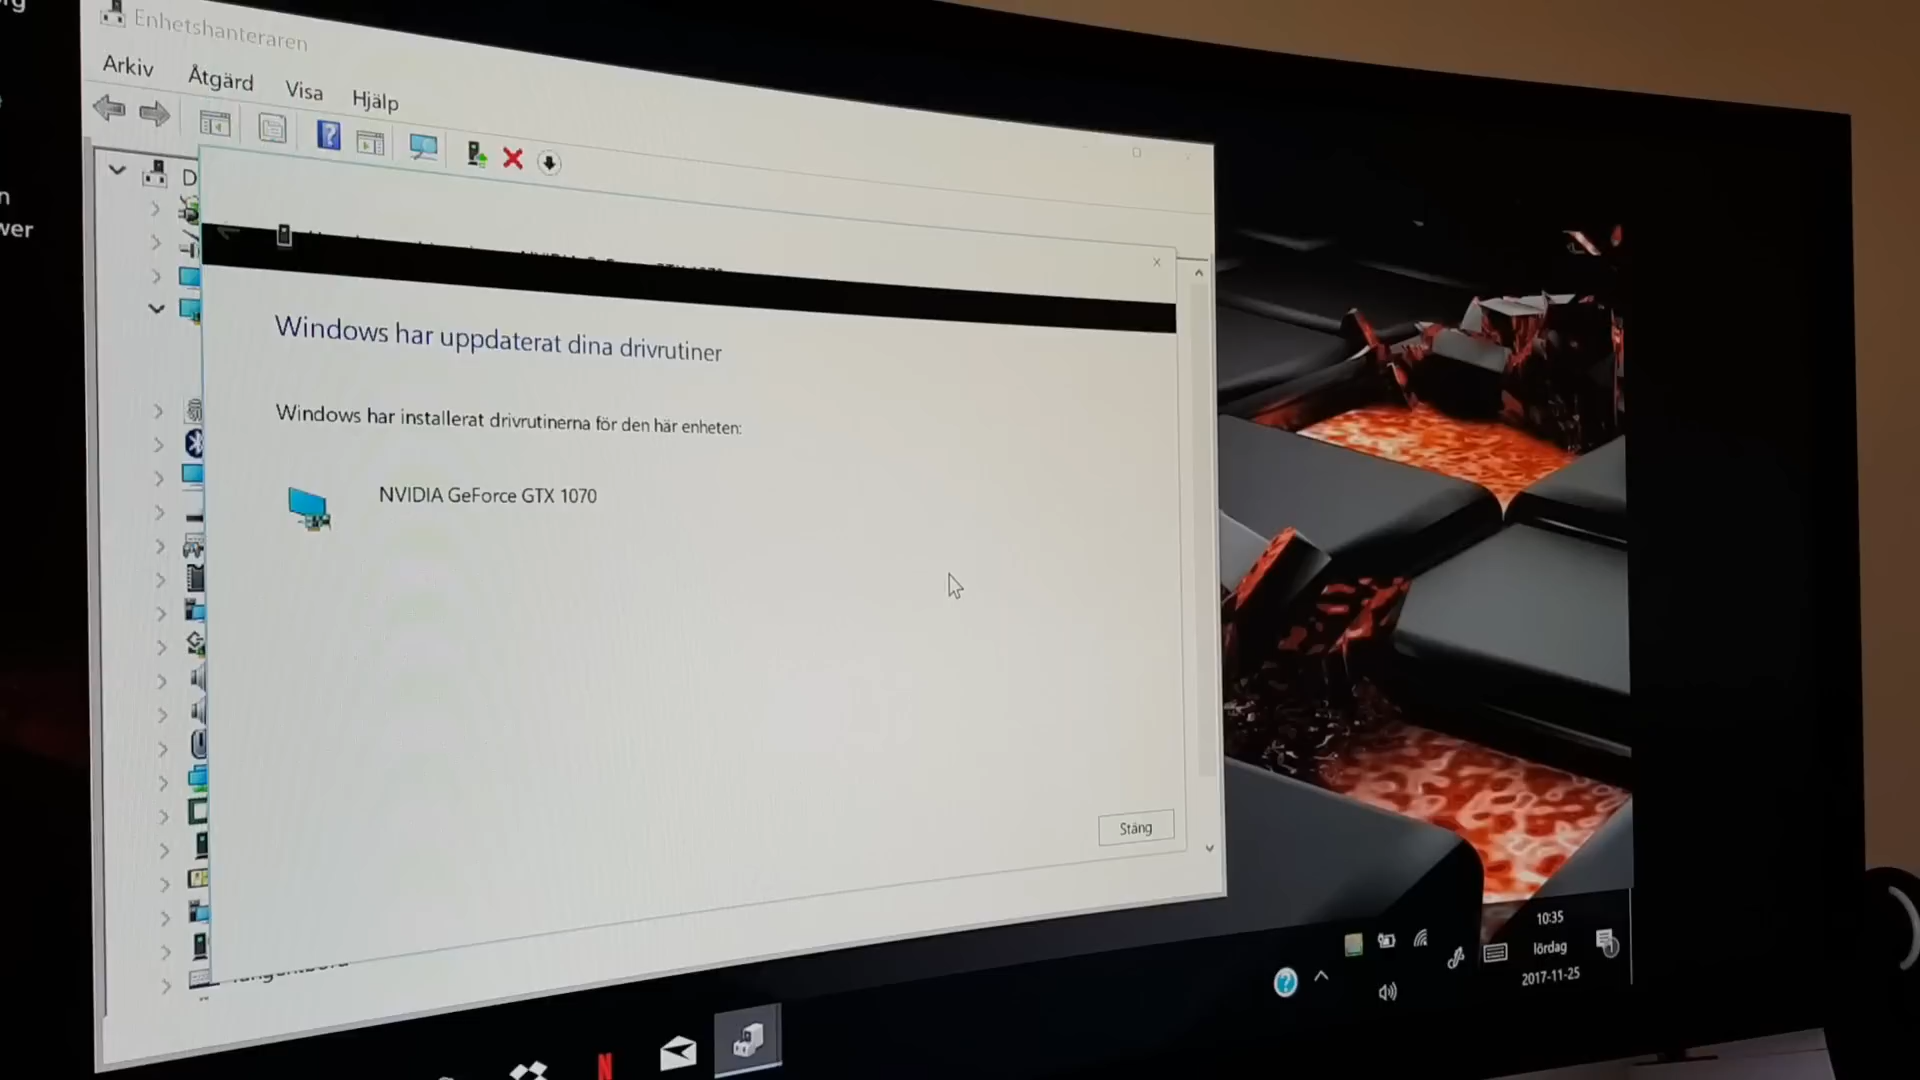 Enhetshanteraren
Arkiv Åtgärd Visa Hjälp
D
wer
Windows har uppdaterat dina drivrutiner
Windows har installerat drivrutinerna för den här enheten:
NVIDIA GeForce GTX 1070
Stäng
10:35
lördag
2017-11-25